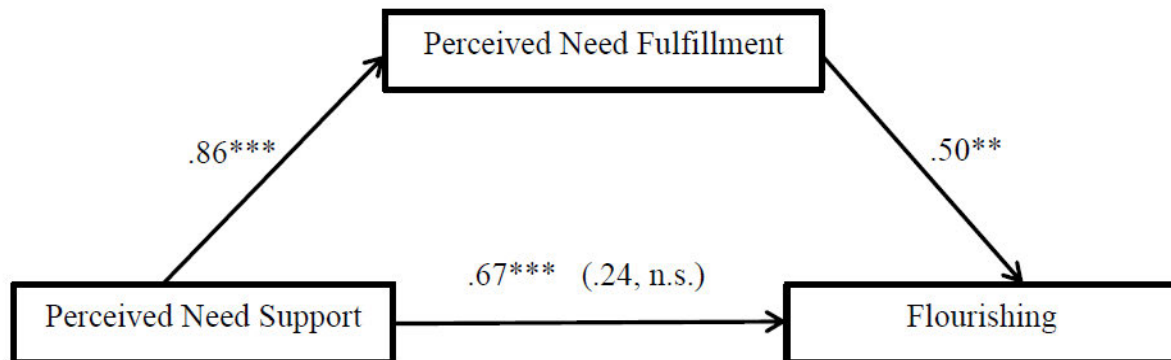 Perceived Need Fulfillment
.86***
.50**
.67*** (.24, n.s.)
Perceived Need Support
Flourishing